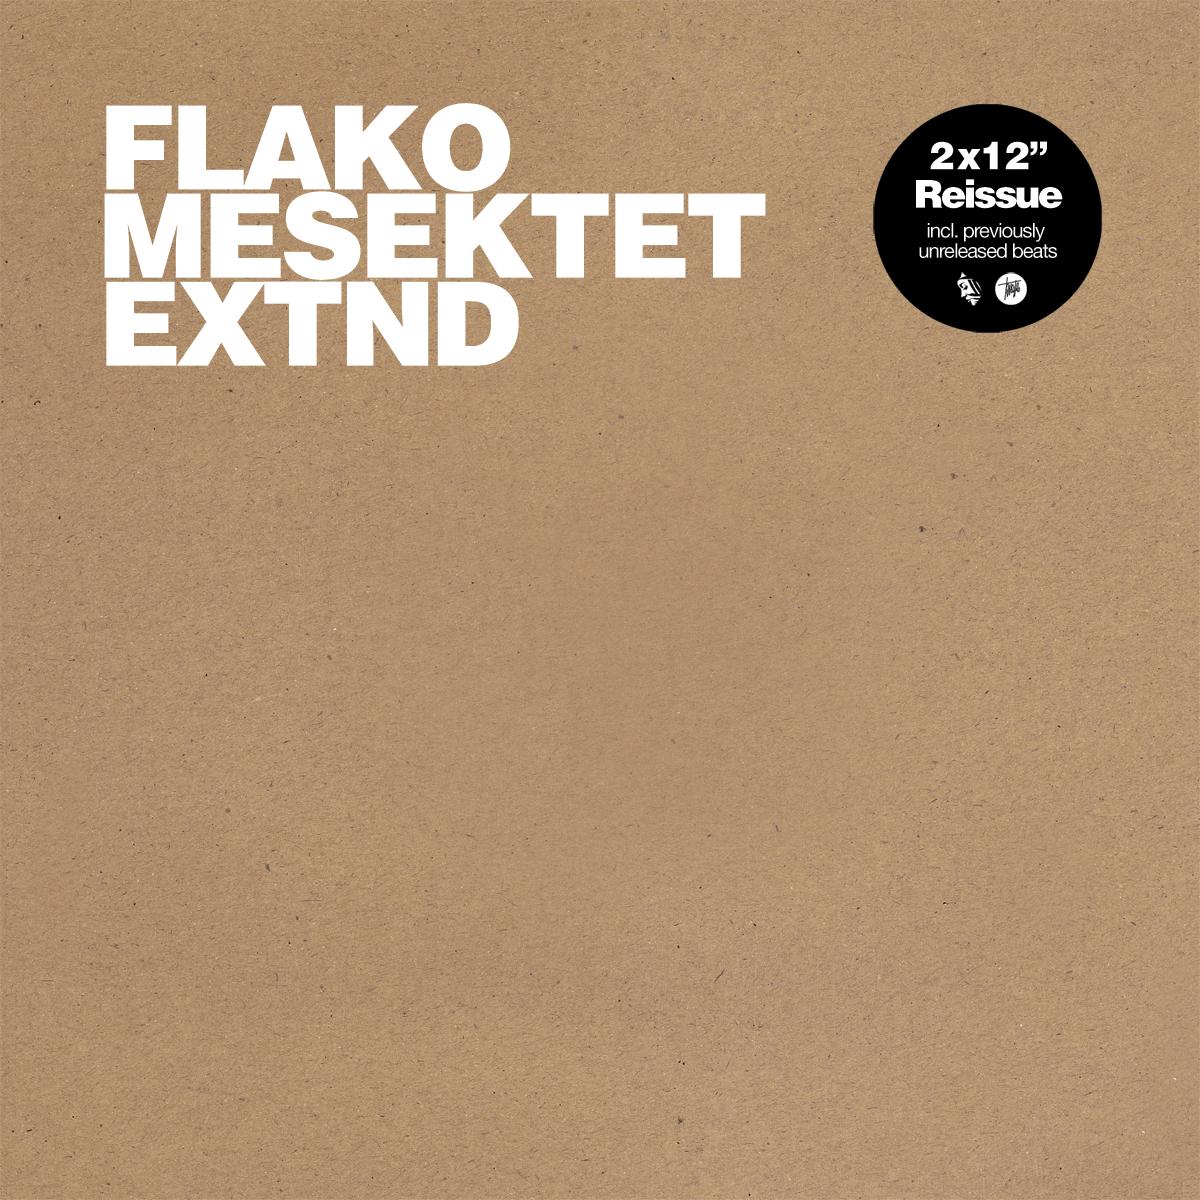 FLAKO
MESEKTET
EXTND
2x12”
Reissue
incl. previously
unreleased beats